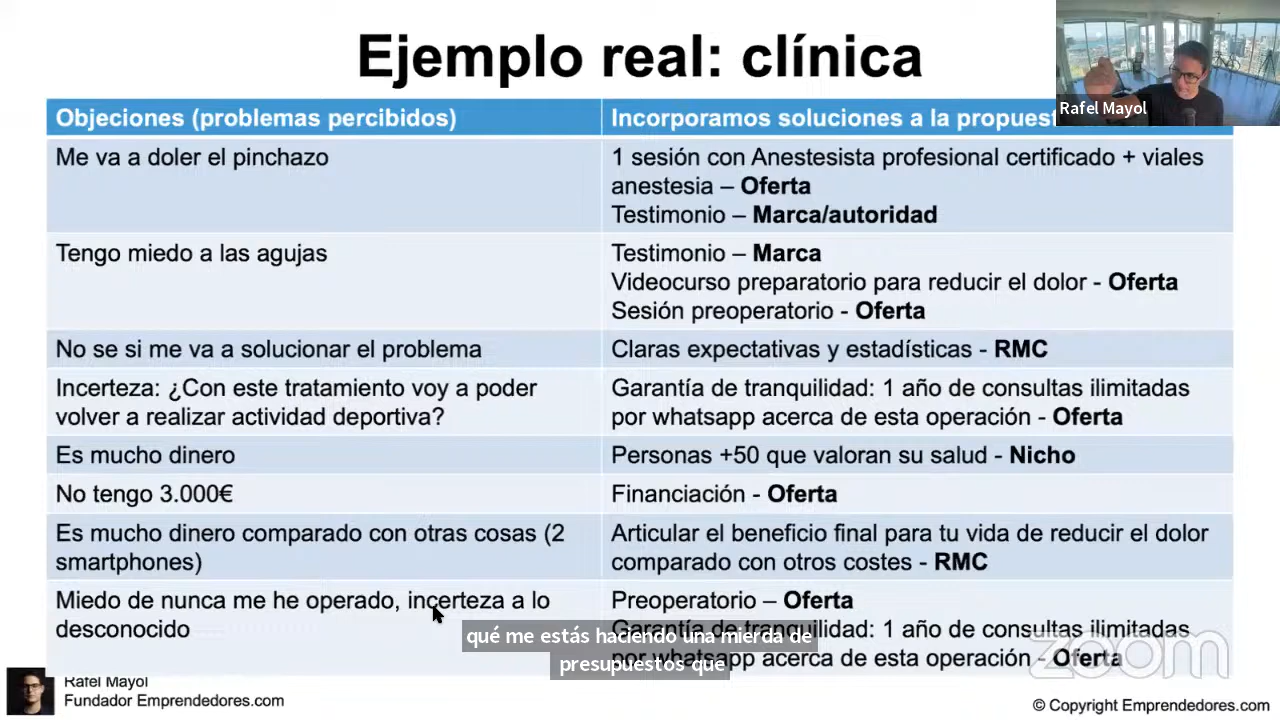 Ejemplo real: clínica
Rafel Mayol
Objeciones (problemas percibidos)
Incorporamos soluciones a la
Me va a doler el pinchazo
1 sesión con Anestesista profesional certificado + viales
anestesia – Oferta
Testimonio – Marca/autoridad
Tengo miedo a las agujas
Testimonio – Marca
Videocurso preparatorio para reducir el dolor - Oferta
Sesión preoperatorio - Oferta
No se si me va a solucionar el problema
Claras expectativas y estadísticas - RMC
Incerteza: ¿Con este tratamiento voy a poder
volver a realizar actividad deportiva?
Garantía de tranquilidad: 1 año de consultas ilimitadas
por whatsapp acerca de esta operación - Oferta
Es mucho dinero
Personas +50 que valoran su salud - Nicho
No tengo 3.000€
Financiación - Oferta
Es mucho dinero comparado con otras cosas (2
smartphones)
Articular el beneficio final para tu vida de reducir el dolor
comparado con otros costes - RMC
Miedo de nunca me he operado, incerteza a lo
desconocido
Preoperatorio – Oferta
Garantía de tranquilidad: 1 año de consultas ilimitadas
por whatsapp acerca de esta operación - Oferta
qué me estás haciendo una mierda de
presupuestos que
zoom
Rafel Mayol
Fundador Emprendedores.com
© Copyright Emprendedores.com